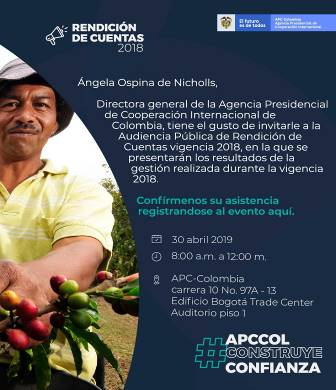 RENDICIÓN
DE CUENTAS
2018
El futuro
es de todos
APC Colombia
Agencia Presidencial de
Cooperación Internacional
Ángela Ospina de Nicholls,
Directora general de la Agencia Presidencial
de Cooperación Internacional de
Colombia, tiene el gusto de invitarle a la
Audiencia Pública de Rendición de
Cuentas vigencia 2018, en la que se
presentarán los resultados de la
gestión realizada durante la vigencia
2018.
Confírmenos su asistencia
registrandose al evento aquí.
30 abril 2019
8:00 a.m. a 12:00 m.
APC-Colombia
carrera 10 No. 97A - 13
Edificio Bogotá Trade Center
Auditorio piso 1
#APCCOL
CONSTRUYE
CONFIANZA